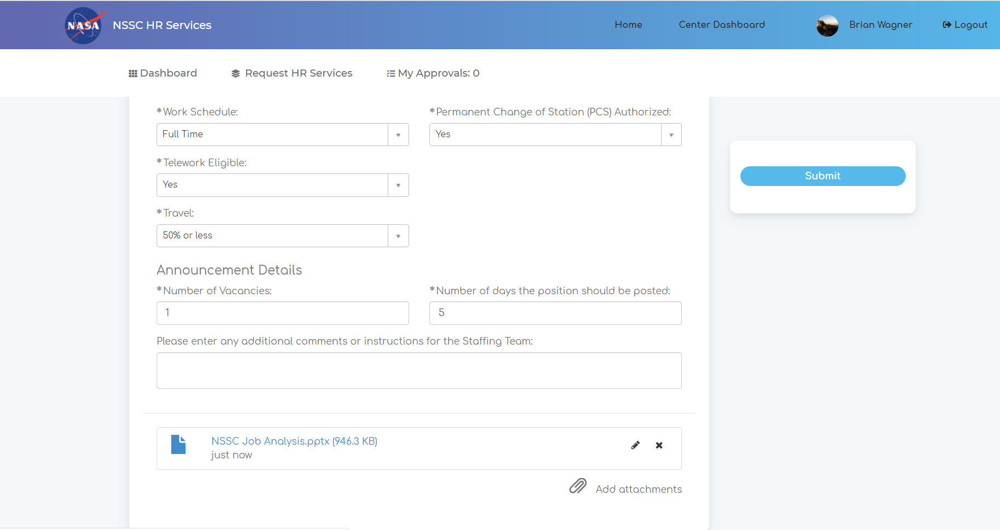 NASA NSSC HR Services Home Center Dashboard Brian Wagner Logout
Dashboard Request HR Services My Approvals: 0
*Work Schedule: *Permanent Change of Station (PCS) Authorized:
Full Time Yes
*Telework Eligible:
Yes
Submit
*Travel:
50% or less
Announcement Details
*Number of Vacancies: *Number of days the position should be posted:
1 5
Please enter any additional comments or instructions for the Staffing Team:
NSSC Job Analysis.pptx (946.3 KB)
just now
Add attachments